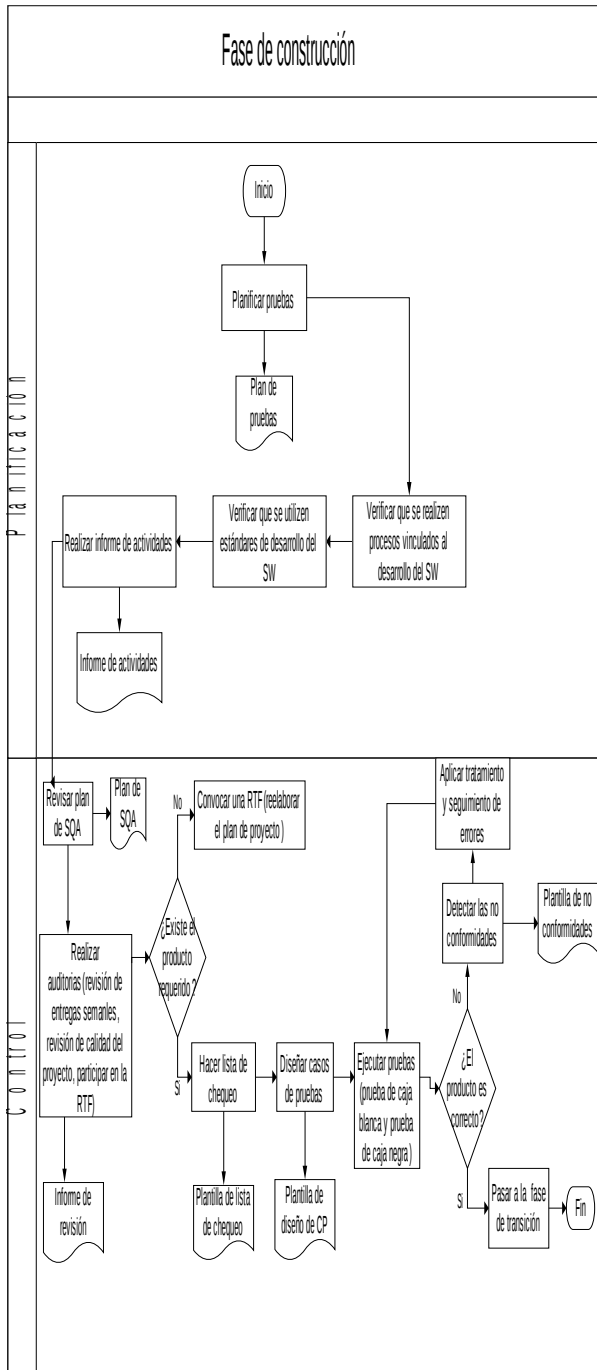 Fase de construcción
Planificación
Inicio
Planificar pruebas
Plan de
pruebas
Verificar que se realizen
procesos vinculados al
desarrollo del SW
Verificar que se utilizen
estándares de desarrollo del
SW
Realizar informe de actividades
Informe de actividades
Control
Revisar plan
de SQA
Plan de
SQA
Realizar
auditorias (revisión de
entregas semanles,
revisión de calidad del
proyecto, participar en la
RTF)
Informe de
revisión
¿Existe el
producto
requerido?
No
Convocar una RTF (reelaborar
el plan de proyecto)
Si
Hacer lista de
chequeo
Plantilla de lista
de chequeo
Diseñar casos
de pruebas
Plantilla de
diseño de CP
Ejecutar pruebas
(prueba de caja
blanca y prueba
de caja negra)
¿El
producto es
correcto?
No
Detectar las no
conformidades
Plantilla de no
conformidades
Aplicar tratamiento
y seguimiento de
errores
Si
Pasar a la fase
de transición
Fin